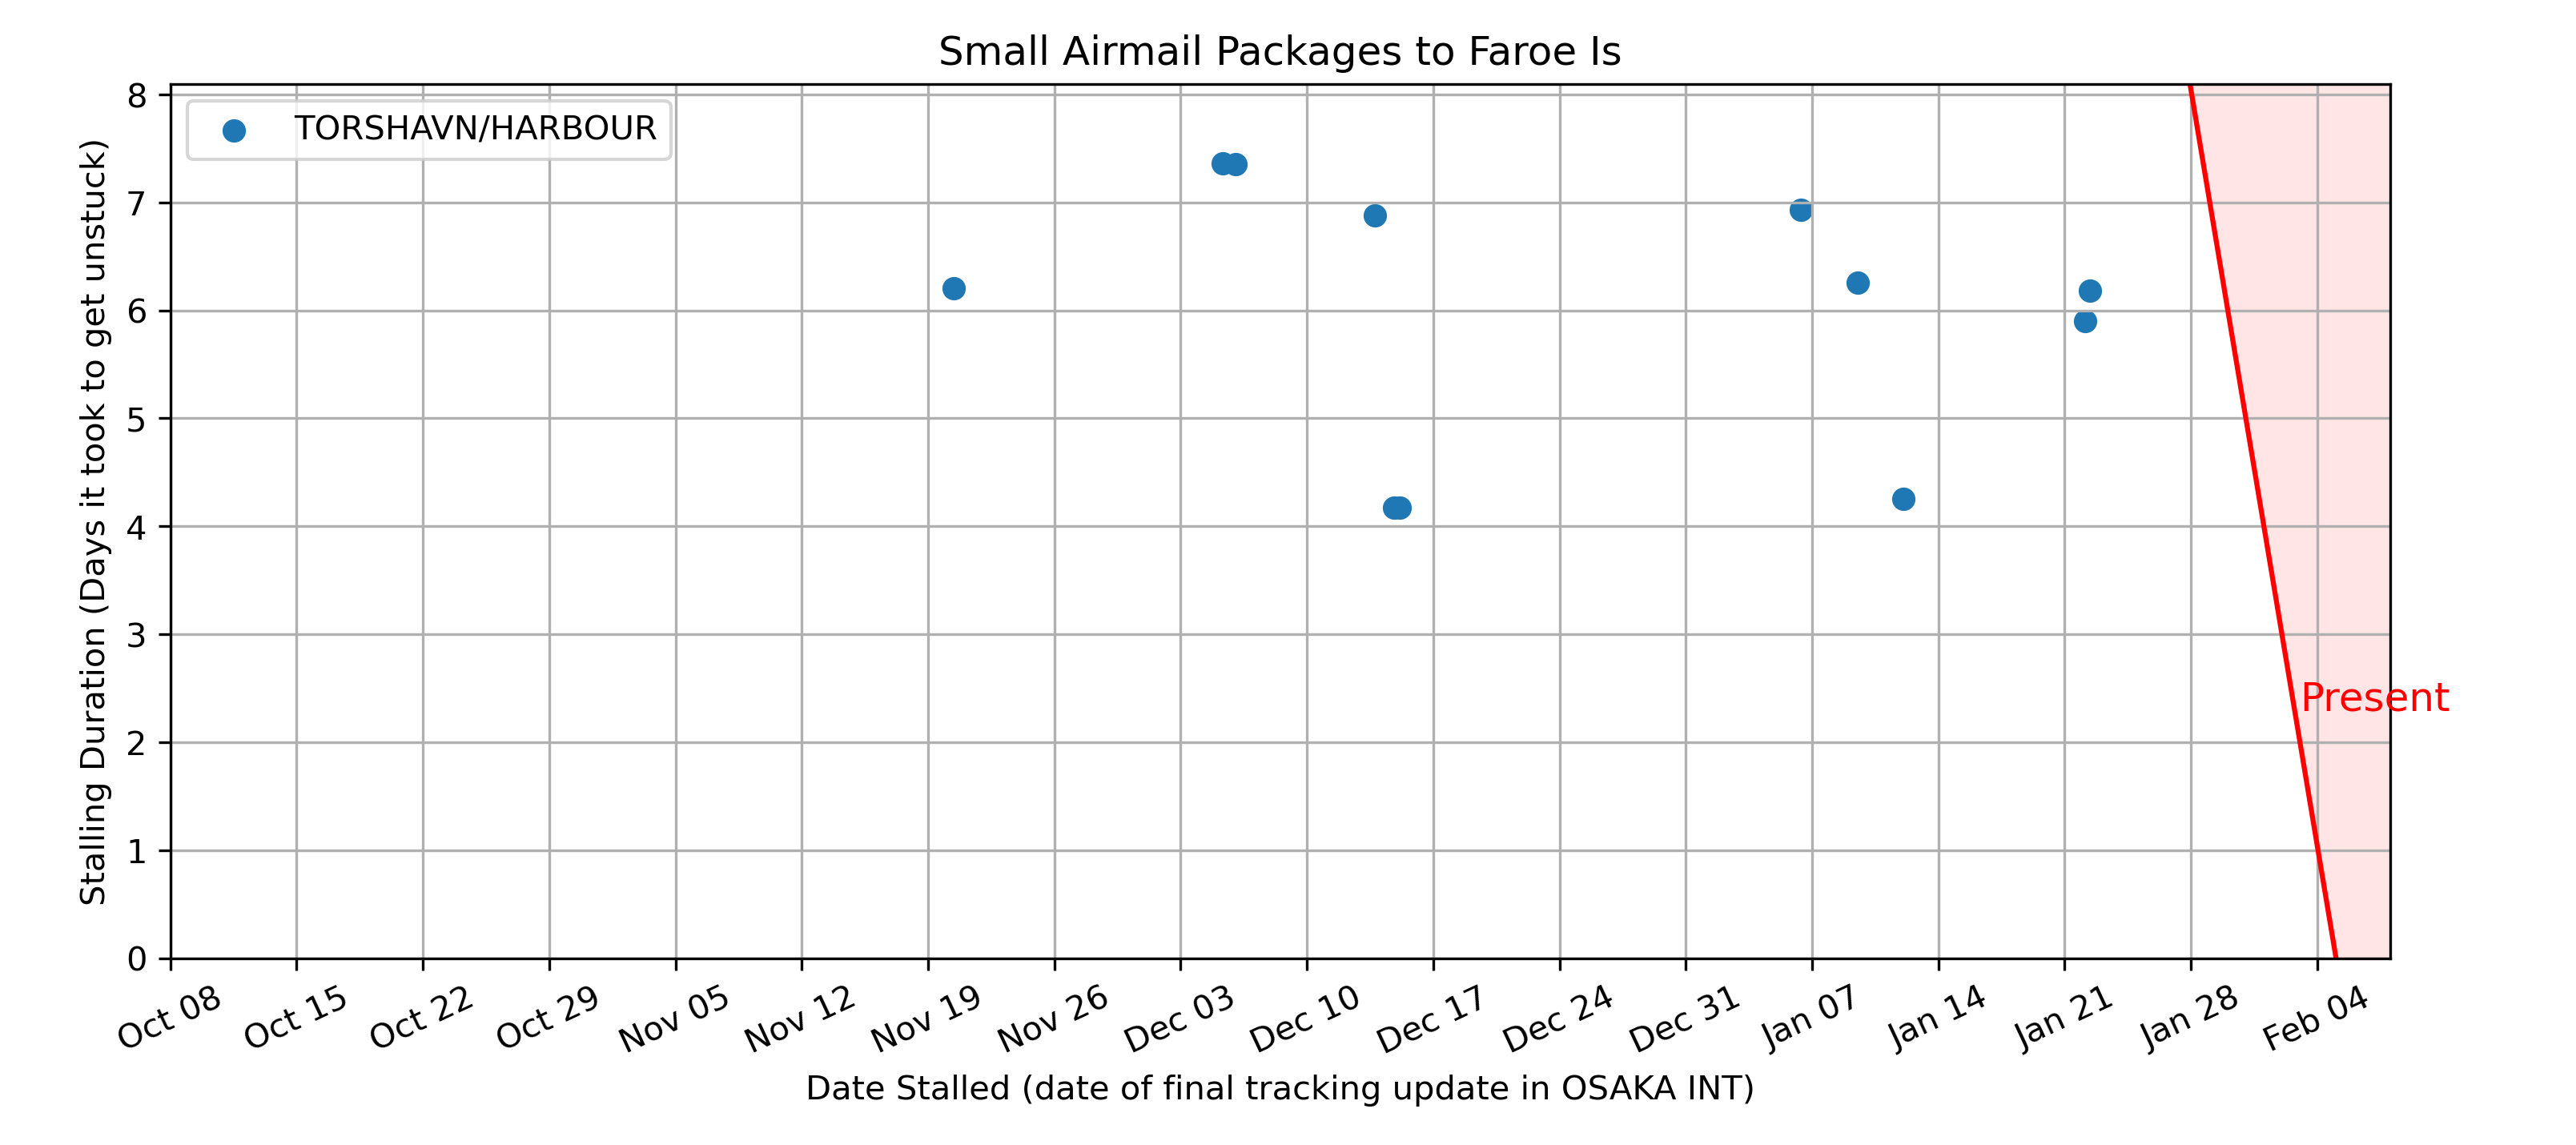 Small Airmail Packages to Faroe Is
TORSHAVN/HARBOUR
Stalling Duration (Days it took to get unstuck)
8
7
6
5
4
3
2
1
0
Present
Oct 08
Oct 15
Oct 22
Oct 29
Nov 05
Nov 12
Nov 19
Nov 26
Dec 03
Dec 10
Dec 17
Dec 24
Dec 31
Jan 07
Jan 14
Jan 21
Jan 28
Feb 04
Date Stalled (date of final tracking update in OSAKA INT)